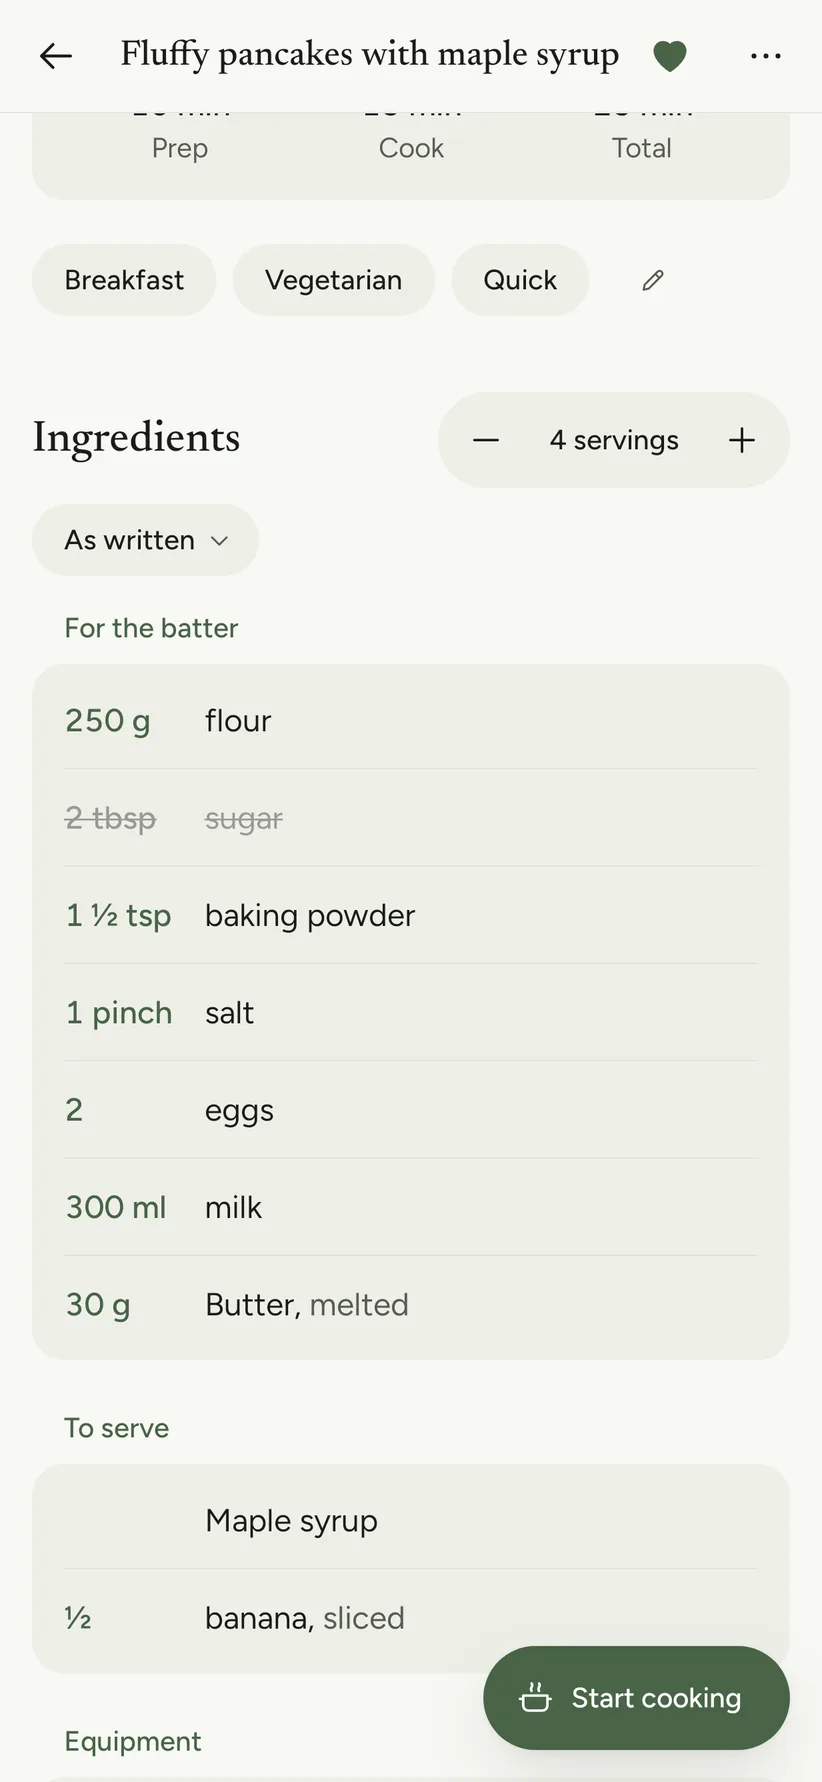 Fluffy pancakes with maple syrup
Prep Cook Total
Breakfast Vegetarian Quick
Ingredients
4 servings
As written
For the batter
250 g flour
2 tbsp sugar
1 ½ tsp baking powder
1 pinch salt
2 eggs
300 ml milk
30 g Butter, melted
To serve
Maple syrup
½ banana, sliced
Start cooking
Equipment